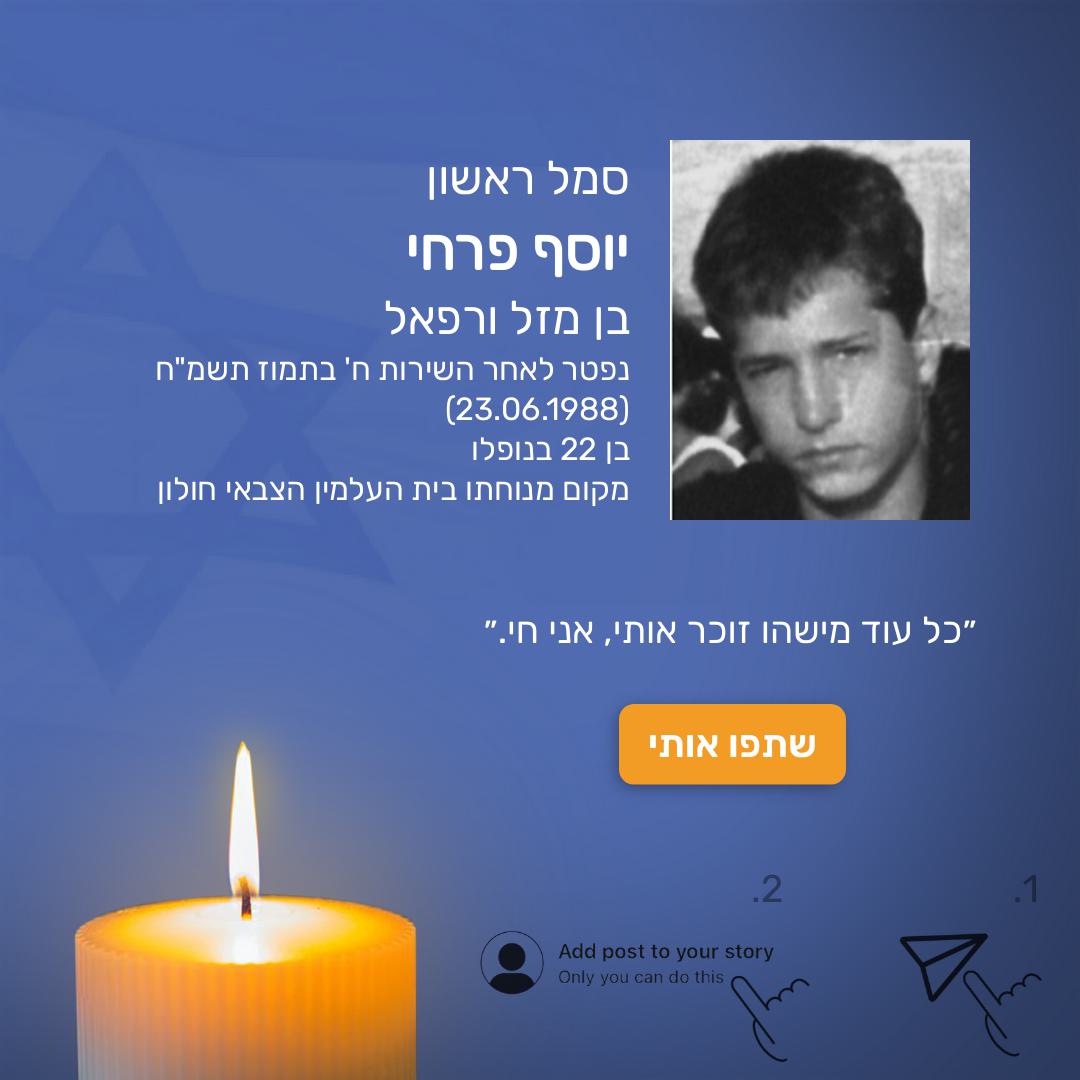 סמל ראשון
יוסף פרחי
בן מזל ורפאל
נפטר לאחר השירות ח' בתמוז תשמ"ח
(23.06.1988)
בן 22 בנופלו
מקום מנוחתו בית העלמין הצבאי חולון
״כל עוד מישהו זוכר אותי, אני חי.״
שתפו אותי
.1
.2
Add post to your story
Only you can do this